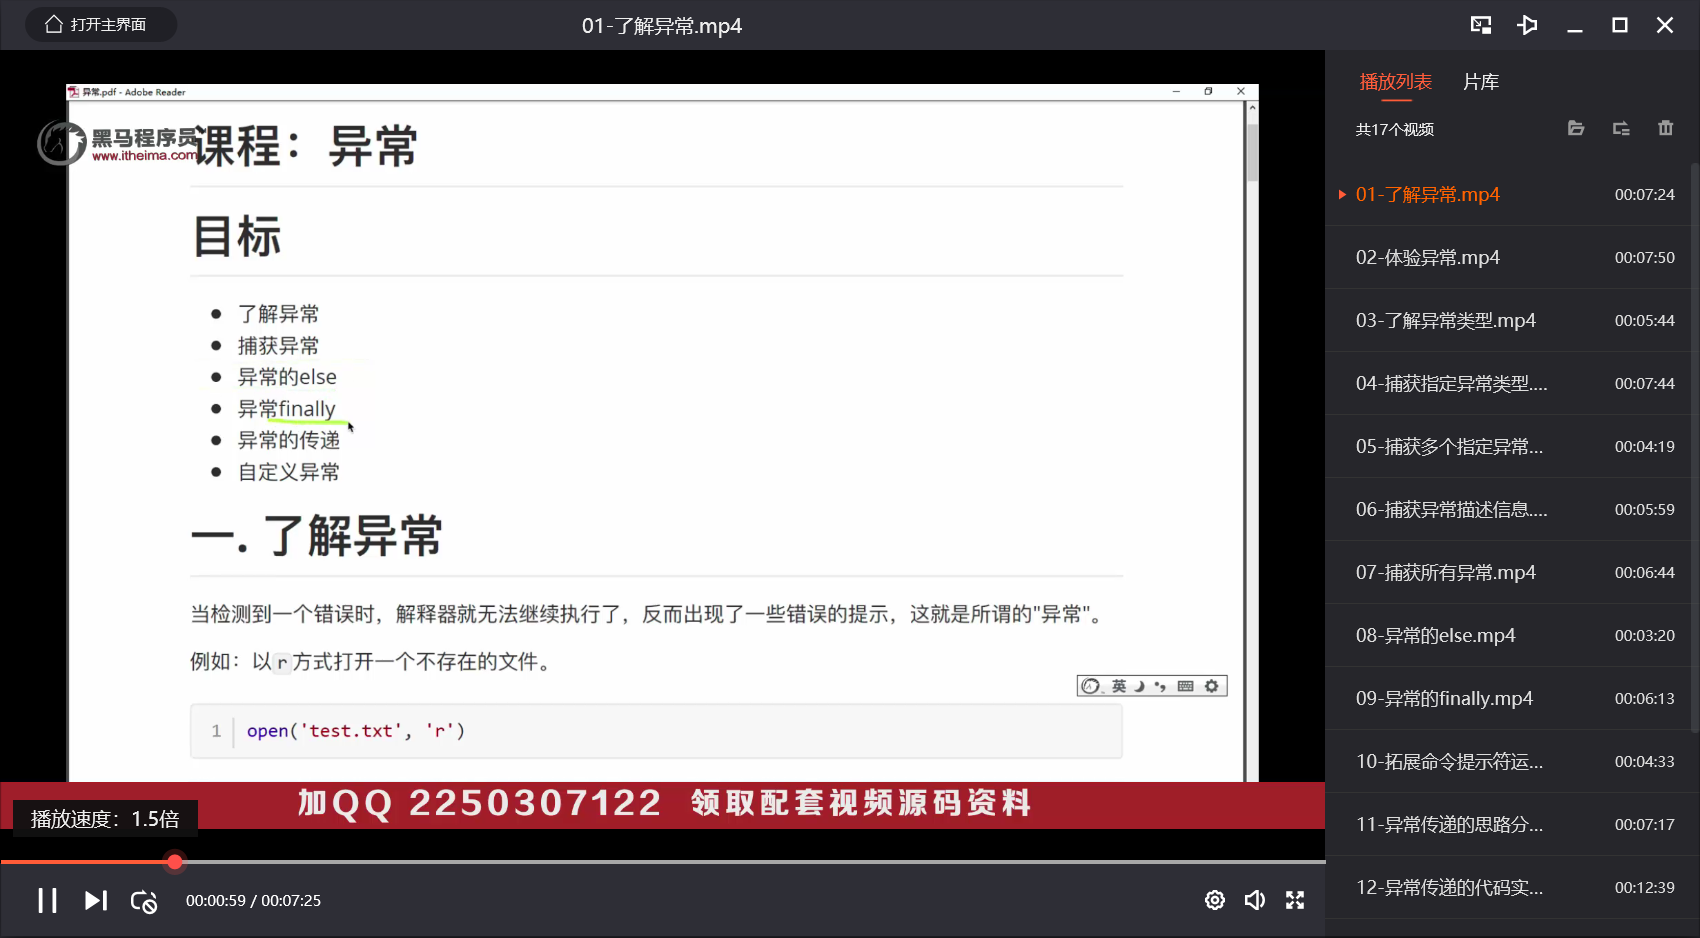 打开主界面
01-了解异常.mp4
异常.pdf - Adobe Reader
黑马程序员
www.itheima.com
课程：异常
目标
了解异常
捕获异常
异常的else
异常finally
异常的传递
自定义异常
一. 了解异常
当检测到一个错误时，解释器就无法继续执行了，反而出现了一些错误的提示，这就是所谓的"异常"。
例如：以 r 方式打开一个不存在的文件。
英
1 open('test.txt', 'r')
加QQ 2250307122 领取配套视频源码资料
播放速度：1.5倍
00:00:59 / 00:07:25
播放列表 片库
共17个视频
01-了解异常.mp4 00:07:24
02-体验异常.mp4 00:07:50
03-了解异常类型.mp4 00:05:44
04-捕获指定异常类型.... 00:07:44
05-捕获多个指定异常... 00:04:19
06-捕获异常描述信息.... 00:05:59
07-捕获所有异常.mp4 00:06:44
08-异常的else.mp4 00:03:20
09-异常的finally.mp4 00:06:13
10-拓展命令提示符运... 00:04:33
11-异常传递的思路分... 00:07:17
12-异常传递的代码实... 00:12:39